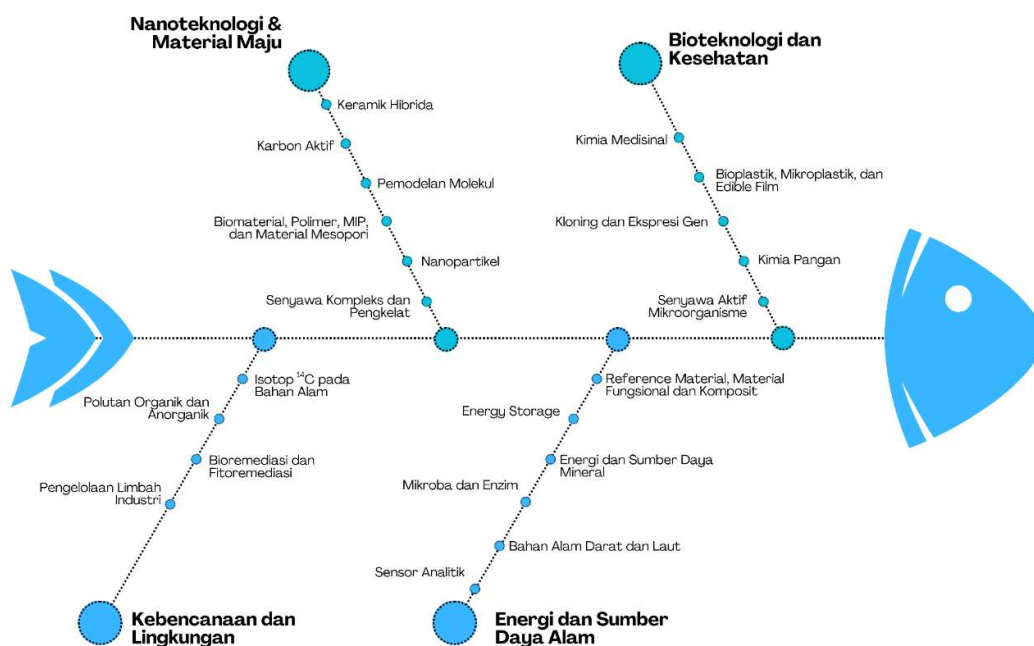 Nanoteknologi &
Material Maju
Keramik Hibrida
Karbon Aktif
Pemodelan Molekul
Biomaterial, Polimer, MIP,
dan Material Mesopori
Nanopartikel
Senyawa Kompleks dan
Pengkelat
Bioteknologi dan
Kesehatan
Kimia Medisinal
Bioplastik, Mikroplastik, dan
Edible Film
Kloning dan Ekspresi Gen
Kimia Pangan
Senyawa Aktif
Mikroorganisme
Isotop ¹⁴C pada
Bahan Alam
Polutan Organik dan
Anorganik
Bioremediasi dan
Fitoremediasi
Pengelolaan Limbah
Industri
Kebencanaan dan
Lingkungan
Reference Material, Material
Fungsional dan Komposit
Energy Storage
Energi dan Sumber Daya
Mineral
Mikroba dan Enzim
Bahan Alam Darat dan Laut
Sensor Analitik
Energi dan Sumber
Daya Alam